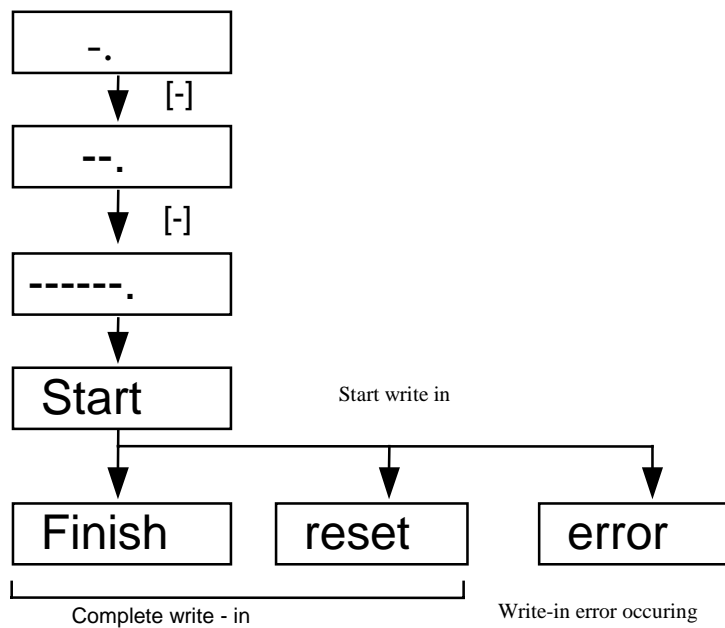 -.
[-]
--.
[-]
------.
Start
Start write in
Finish
reset
error
Complete write - in
Write-in error occuring